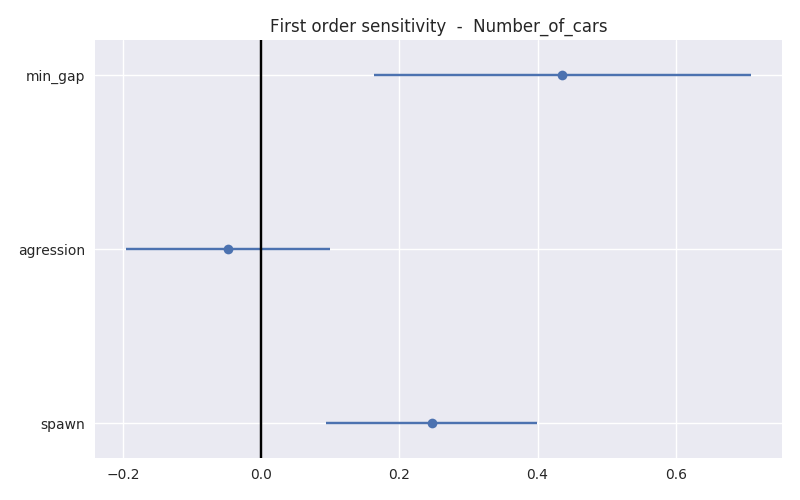 First order sensitivity - Number_of_cars
min_gap
agression
spawn
−0.2 0.0 0.2 0.4 0.6